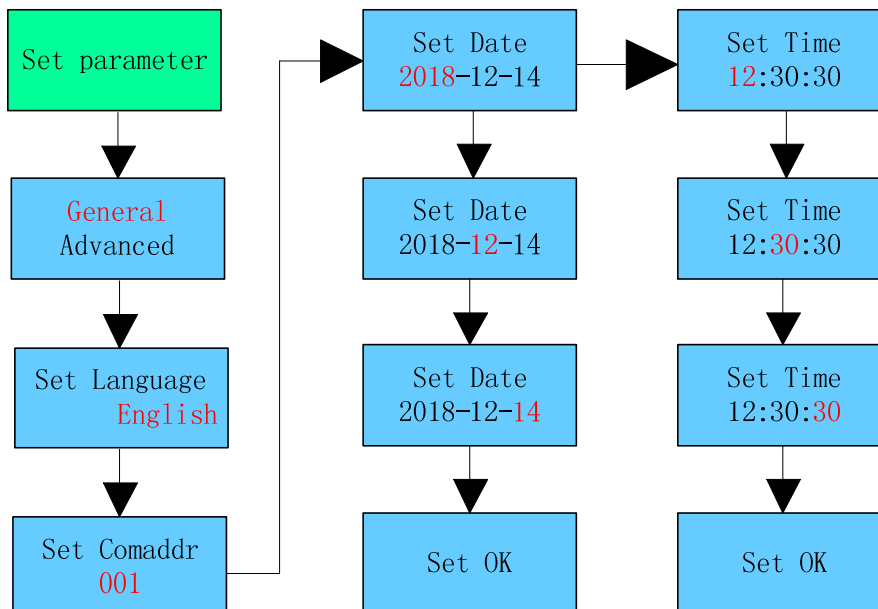 Set parameter
General
Advanced
Set Language
English
Set Comaddr
001
Set Date
2018-12-14
Set Date
2018-12-14
Set Date
2018-12-14
Set OK
Set Time
12:30:30
Set Time
12:30:30
Set Time
12:30:30
Set OK